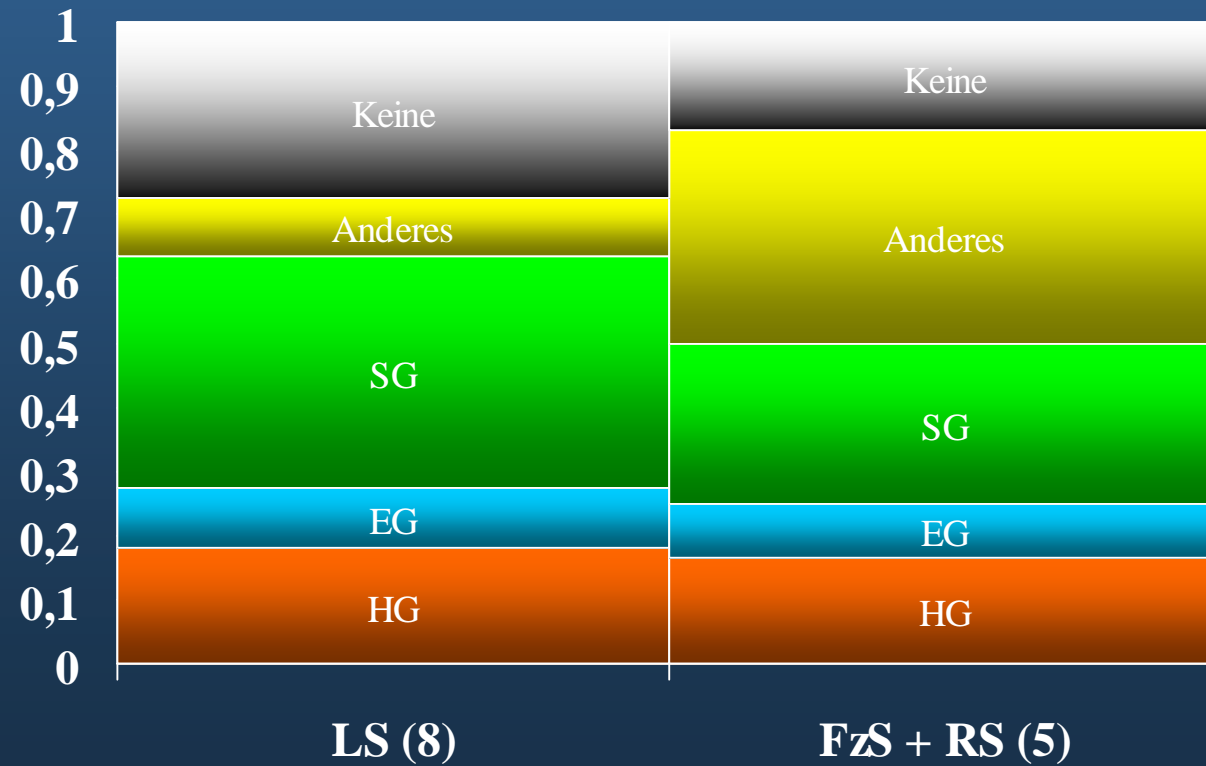 1
0,9
0,8
0,7
0,6
0,5
0,4
0,3
0,2
0,1
0
Keine
Anderes
SG
EG
HG
Keine
Anderes
SG
EG
HG
LS (8)
FzS + RS (5)